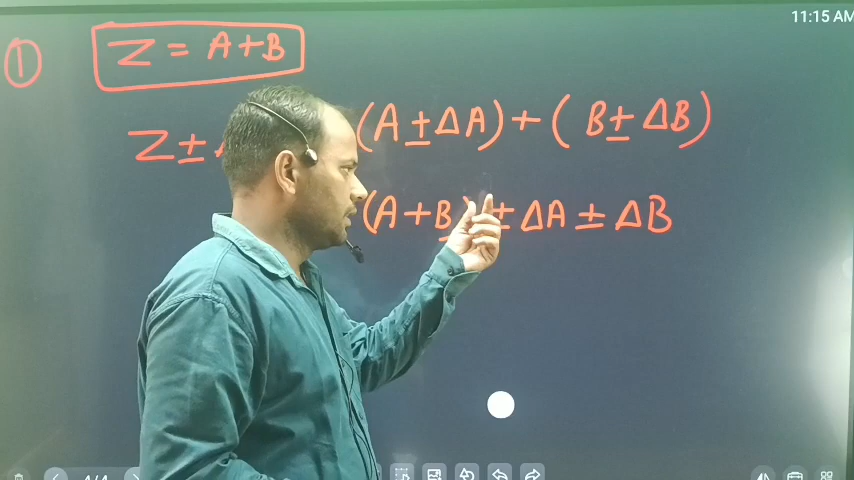 11:15 AM
① Z = A+B
Z ± (A ± ΔA) + ( B ± ΔB)
(A + B) ± ΔA ± ΔB